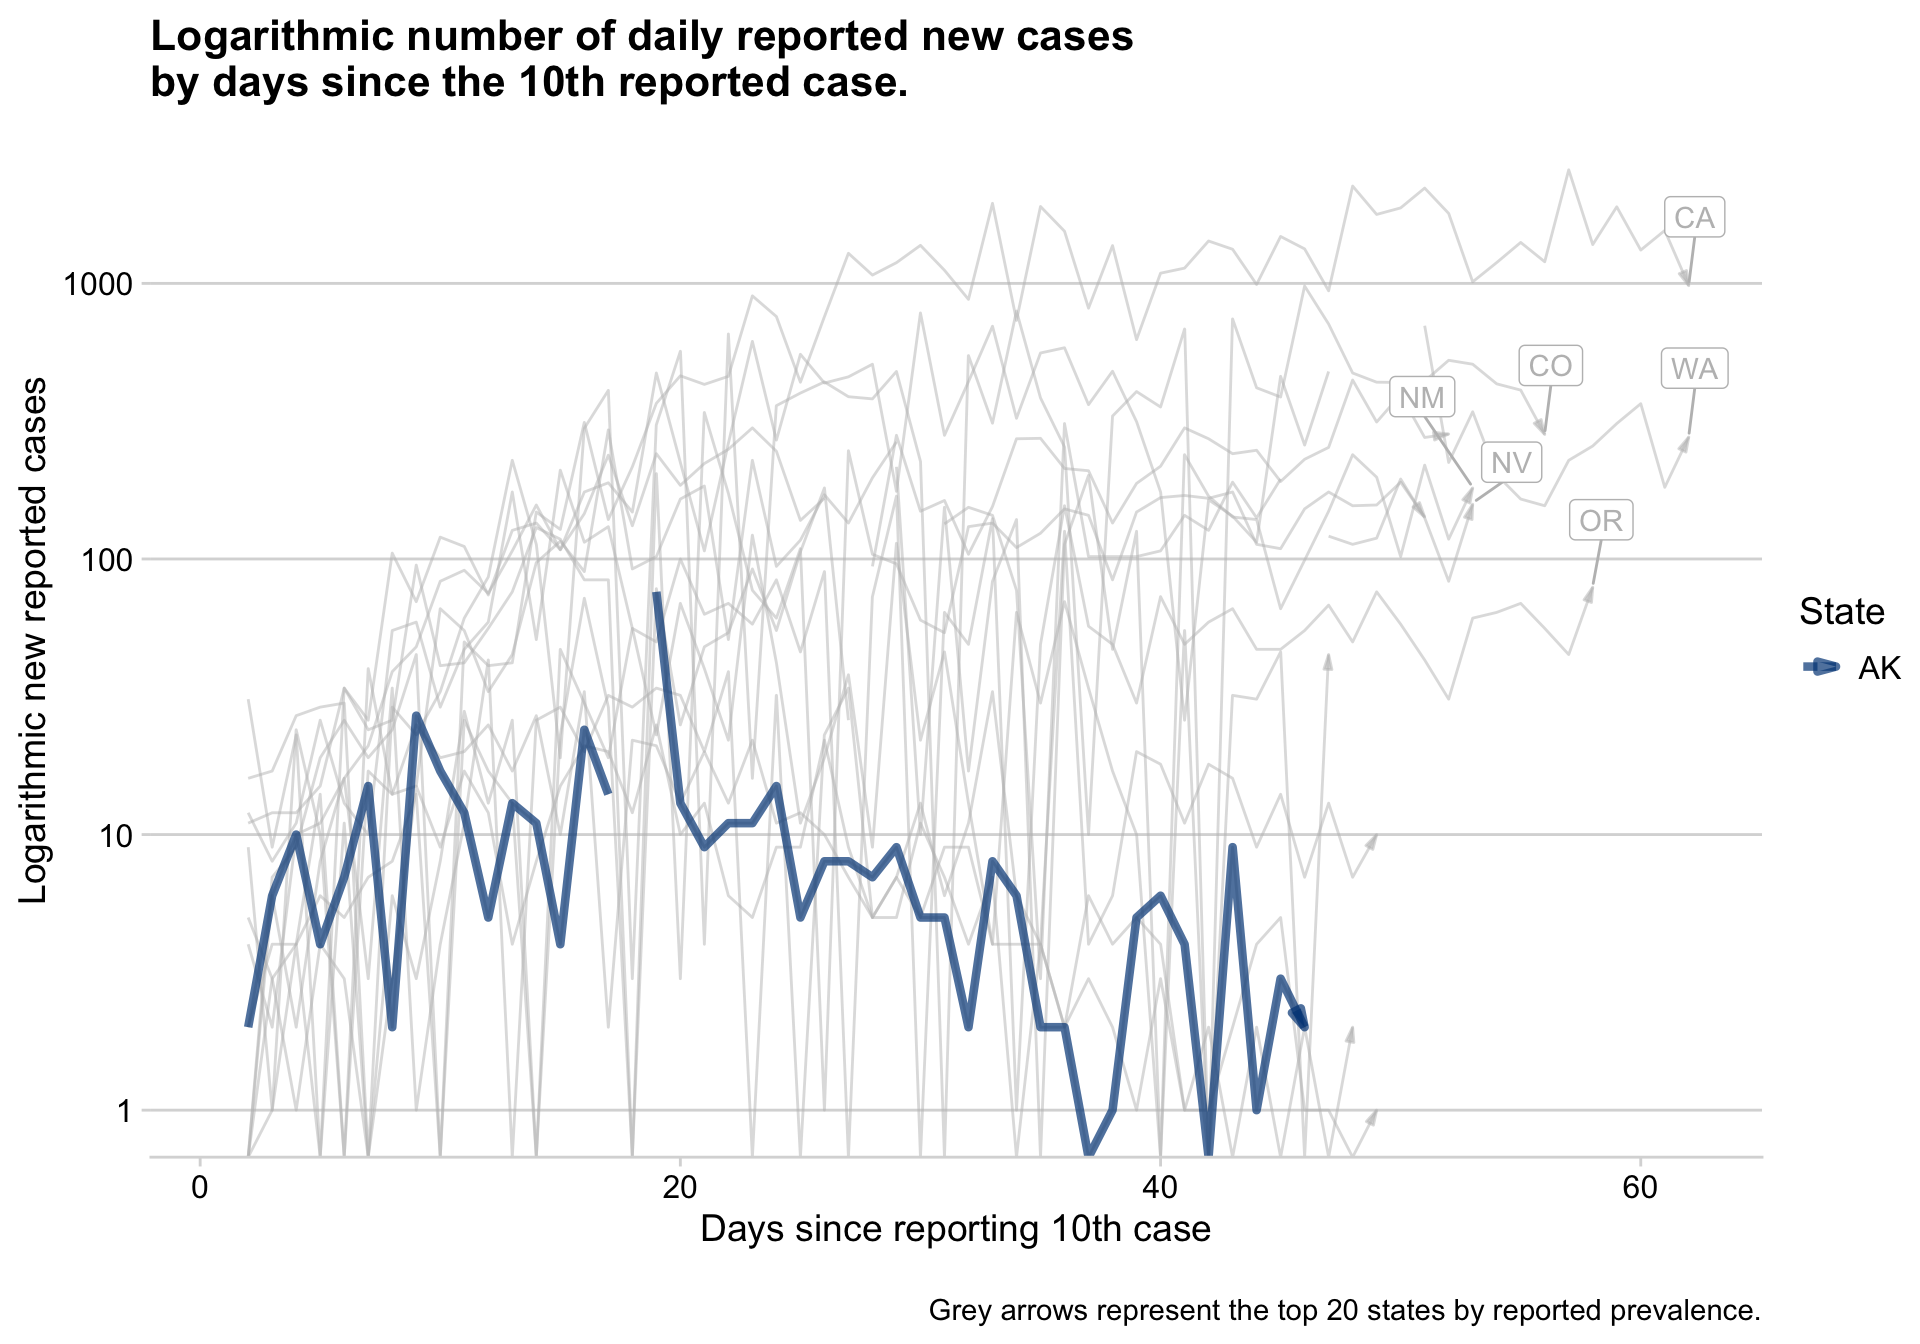 Logarithmic number of daily reported new cases
by days since the 10th reported case.
Logarithmic new reported cases
1000
100
10
1
CA
CO
WA
NM
NV
OR
State
AK
0
20
40
60
Days since reporting 10th case
Grey arrows represent the top 20 states by reported prevalence.